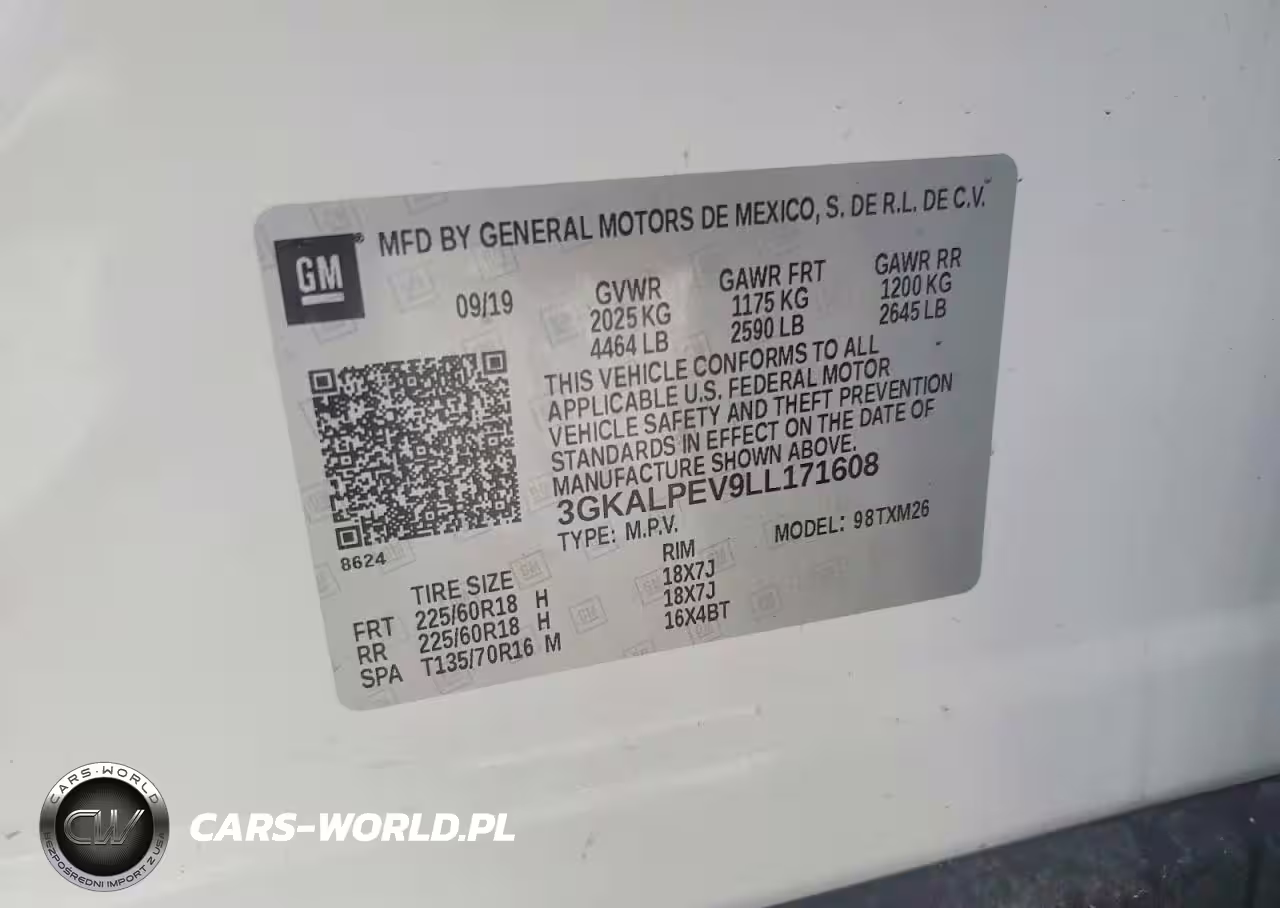 MFD BY GENERAL MOTORS DE MEXICO, S. DE R.L. DE C.V.
GM®
09/19
GVWR GAWR FRT GAWR RR
2025 KG 1175 KG 1200 KG
4464 LB 2590 LB 2645 LB
THIS VEHICLE CONFORMS TO ALL
APPLICABLE U.S. FEDERAL MOTOR
VEHICLE SAFETY AND THEFT PREVENTION
STANDARDS IN EFFECT ON THE DATE OF
MANUFACTURE SHOWN ABOVE.
3GKALPEV9LL171608
TYPE: M.P.V. MODEL: 98TXM26
8624
TIRE SIZE RIM
FRT 225/60R18 H 18X7J
RR 225/60R18 H 18X7J
SPA T135/70R16 M 16X4BT
CARS-WORLD
CW
BEZPOŚREDNI IMPORT Z USA
CARS-WORLD.PL